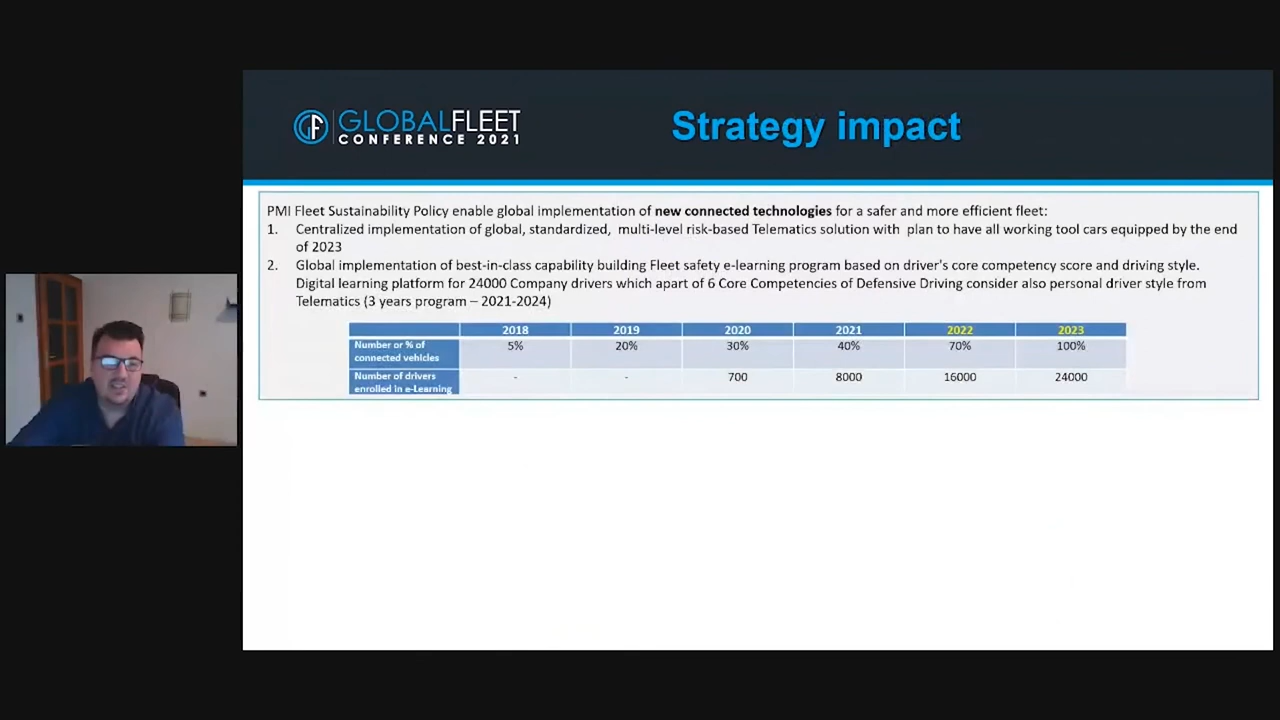 GF GLOBALFLEET
CONFERENCE 2021
Strategy impact
PMI Fleet Sustainability Policy enable global implementation of new connected technologies for a safer and more efficient fleet:
1. Centralized implementation of global, standardized, multi-level risk-based Telematics solution with plan to have all working tool cars equipped by the end
of 2023
2. Global implementation of best-in-class capability building Fleet safety e-learning program based on driver's core competency score and driving style.
Digital learning platform for 24000 Company drivers which apart of 6 Core Competencies of Defensive Driving consider also personal driver style from
Telematics (3 years program – 2021-2024)
2018 2019 2020 2021 2022 2023
Number or % of
connected vehicles
5% 20% 30% 40% 70% 100%
Number of drivers
enrolled in e-Learning
- - 700 8000 16000 24000